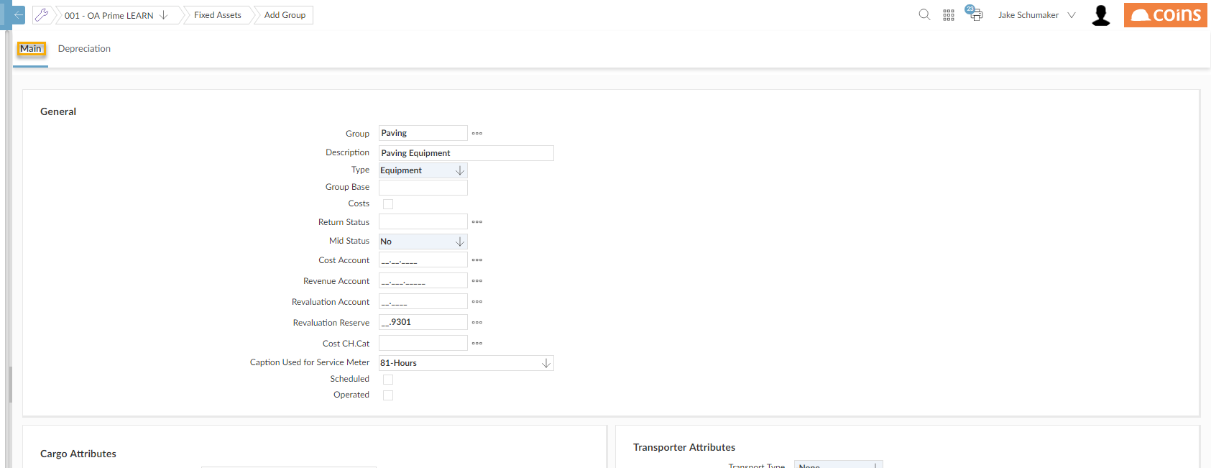 001 - OA Prime LEARN Fixed Assets Add Group 23 Jake Schumaker COINS
Main Depreciation
General
Group Paving
Description Paving Equipment
Type Equipment
Group Base
Costs
Return Status
Mid Status No
Cost Account __.__.____
Revenue Account __.___._____
Revaluation Account __.____
Revaluation Reserve __.9301
Cost CH.Cat
Caption Used for Service Meter 81-Hours
Scheduled
Operated
Cargo Attributes
Transporter Attributes
Transport Type None